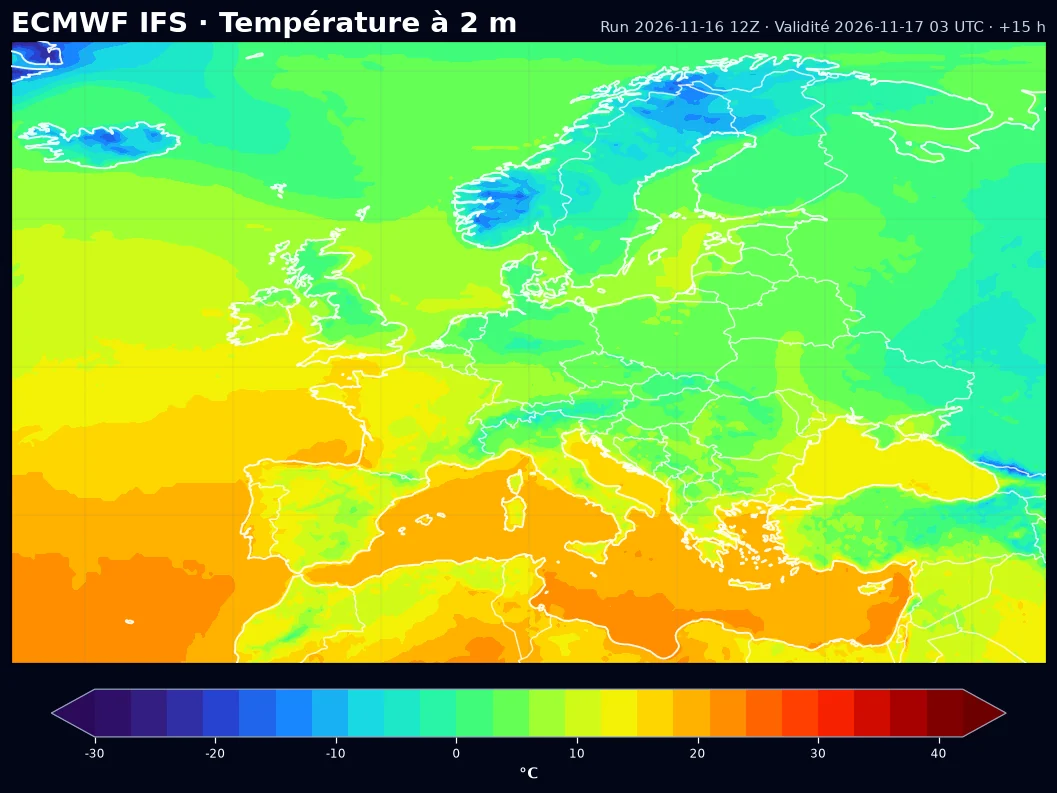 ECMWF IFS · Température à 2 m
Run 2026-11-16 12Z · Validité 2026-11-17 03 UTC · +15 h
-30 -20 -10 0 10 20 30 40
°C